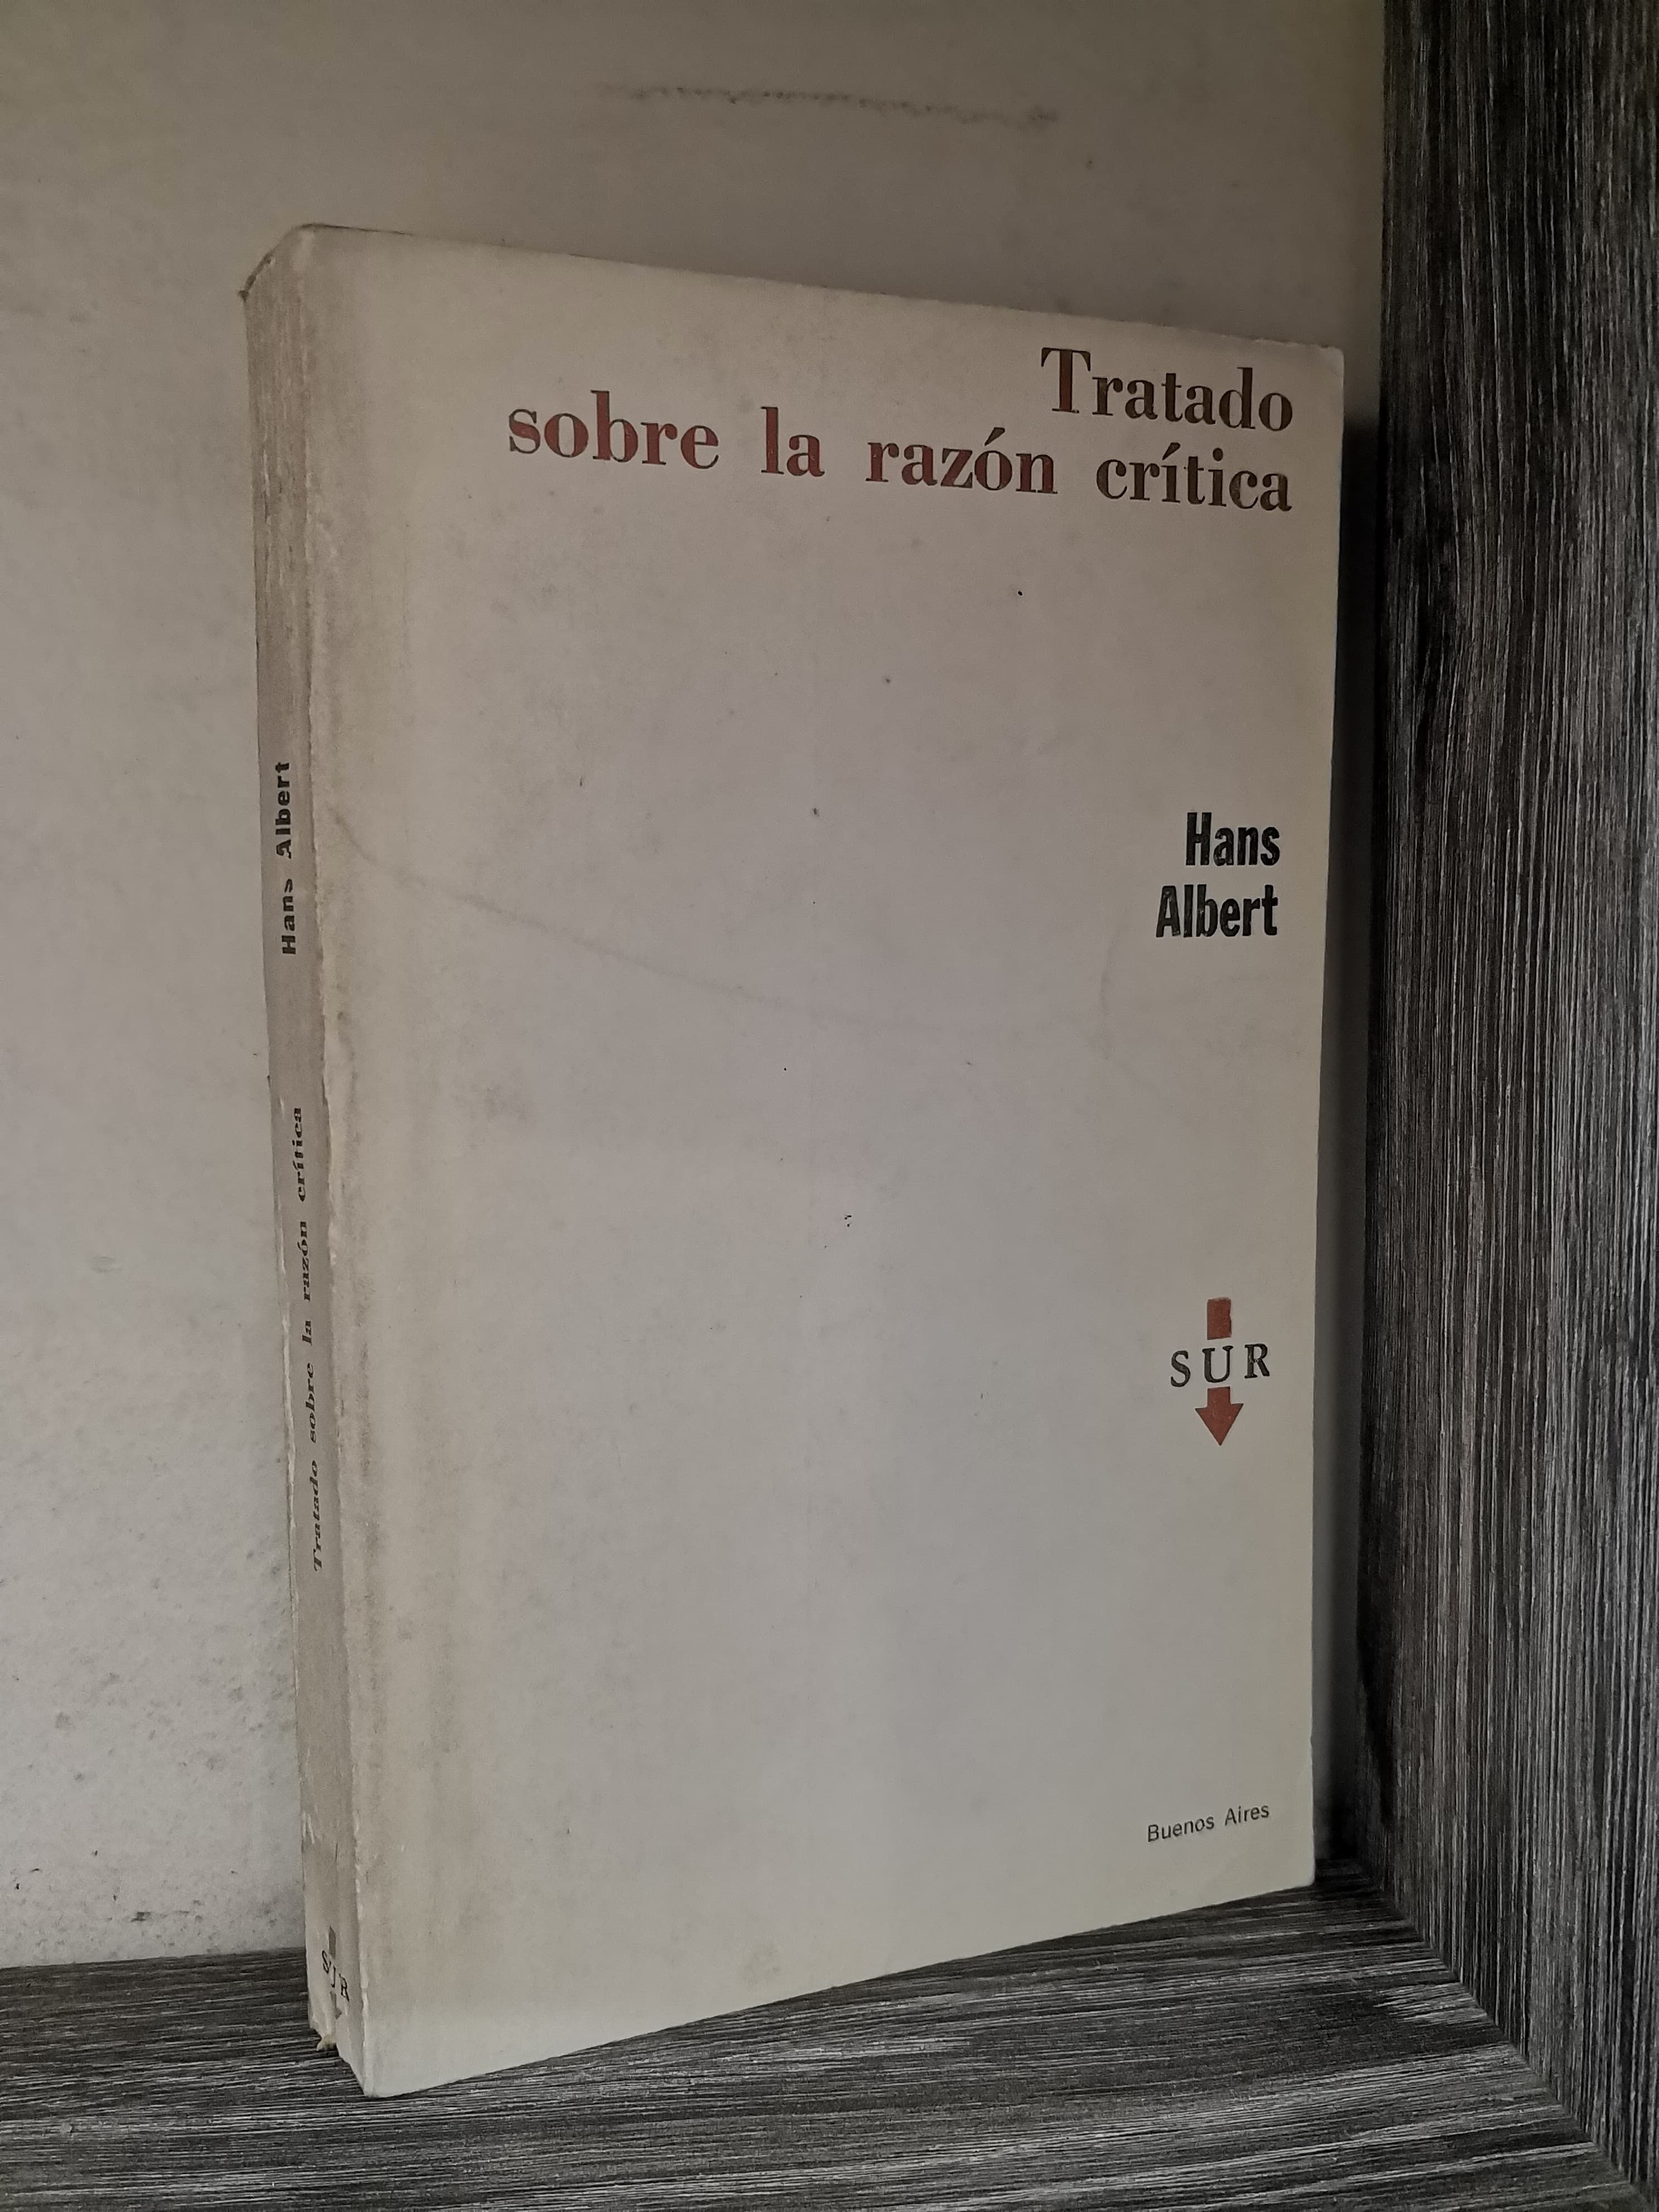 Tratado
sobre la razón crítica
Hans
Albert
SUR
Buenos Aires
Hans Albert
Tratado sobre la razón crítica
SUR